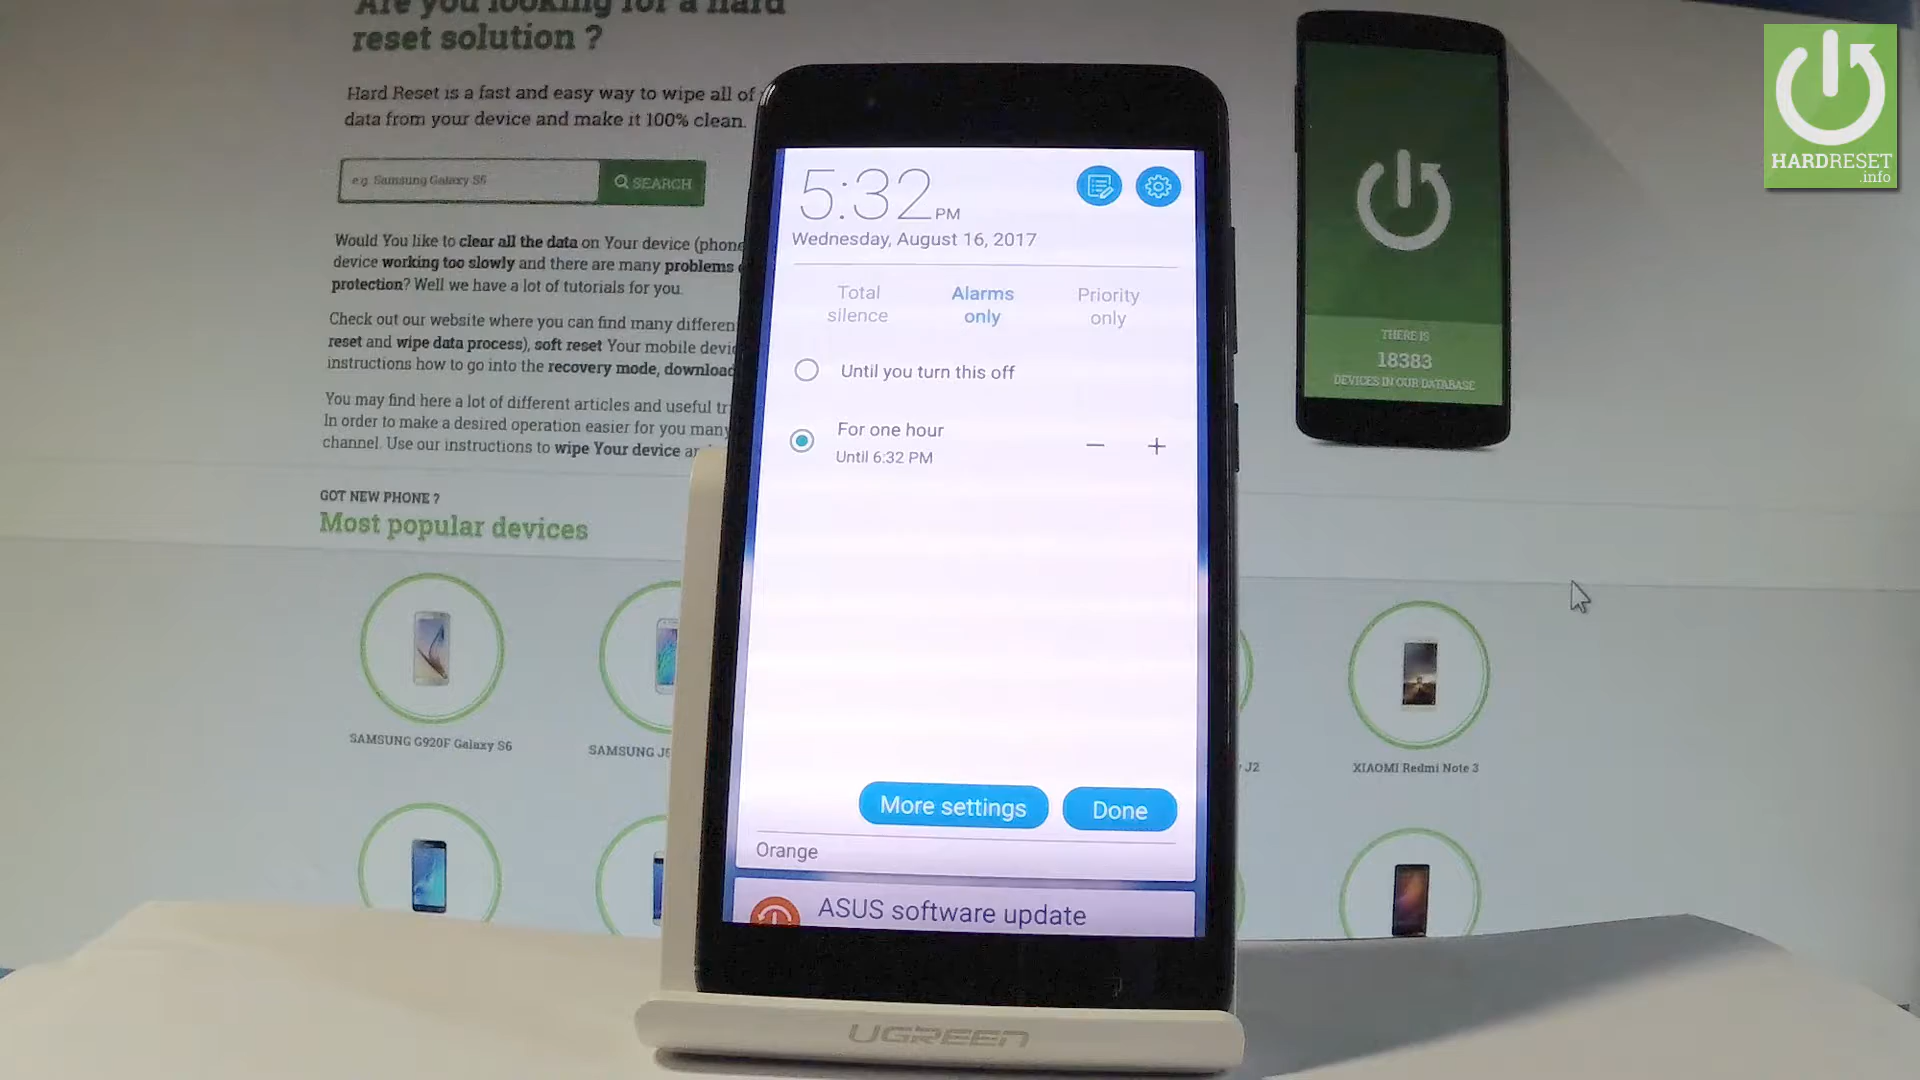 Are you looking for a hard
reset solution ?
Hard Reset is a fast and easy way to wipe all of
data from your device and make it 100% clean.
e.g. Samsung Galaxy S6
SEARCH
Would You like to clear all the data on Your device (phone
device working too slowly and there are many problems
protection? Well we have a lot of tutorials for you.
Check out our website where you can find many differen
reset and wipe data process), soft reset Your mobile devi
instructions how to go into the recovery mode, download
You may find here a lot of different articles and useful tr
In order to make a desired operation easier for you many
channel. Use our instructions to wipe Your device
GOT NEW PHONE ?
Most popular devices
SAMSUNG G920F Galaxy S6
SAMSUNG
J2
XIAOMI Redmi Note 3
5:32 PM
Wednesday, August 16, 2017
Total
silence
Alarms
only
Priority
only
Until you turn this off
For one hour
Until 6:32 PM
− +
More settings
Done
Orange
ASUS software update
UGREEN
THERE IS
18383
DEVICES IN OUR DATABASE
HARDRESET
.info